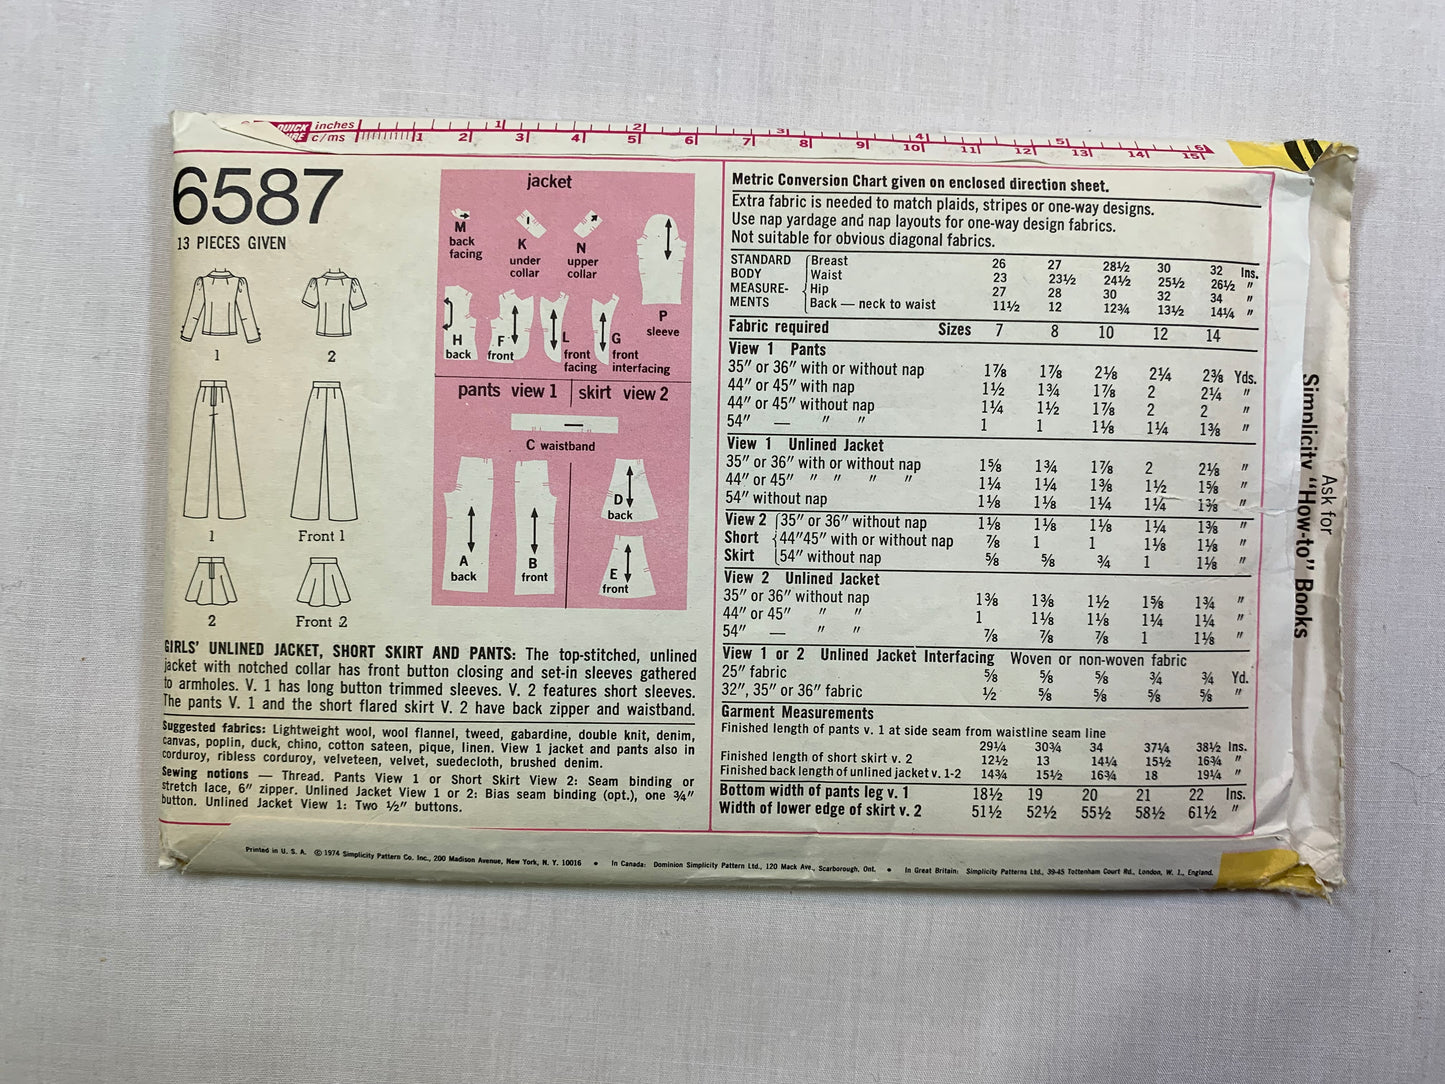 QUICK inches 1 2 3 4 5 6
c/ms 1 2 3 4 5 6 7 8 9 10 11 12 13 14 15
6587
13 PIECES GIVEN
1
2
1
Front 1
2
Front 2
jacket
M
back
facing
K
under
collar
N
upper
collar
P
sleeve
H
back
F
front
L
front
facing
G
front
interfacing
pants view 1
skirt view 2
C waistband
A
back
B
front
D
back
E
front
GIRLS' UNLINED JACKET, SHORT SKIRT AND PANTS: The top-stitched, unlined
jacket with notched collar has front button closing and set-in sleeves gathered
to armholes. V. 1 has long button trimmed sleeves. V. 2 features short sleeves.
The pants V. 1 and the short flared skirt V. 2 have back zipper and waistband.
Suggested fabrics: Lightweight wool, wool flannel, tweed, gabardine, double knit, denim,
canvas, poplin, duck, chino, cotton sateen, pique, linen. View 1 jacket and pants also in
corduroy, ribless corduroy, velveteen, velvet, suedecloth, brushed denim.
Sewing notions — Thread. Pants View 1 or Short Skirt View 2: Seam binding or
stretch lace, 6" zipper. Unlined Jacket View 1 or 2: Bias seam binding (opt.), one ¾"
button. Unlined Jacket View 1: Two ½" buttons.
Metric Conversion Chart given on enclosed direction sheet.
Extra fabric is needed to match plaids, stripes or one-way designs.
Use nap yardage and nap layouts for one-way design fabrics.
Not suitable for obvious diagonal fabrics.
STANDARD Breast 26 27 28½ 30 32 Ins.
BODY Waist 23 23½ 24½ 25½ 26½ "
MEASURE- Hip 27 28 30 32 34 "
MENTS Back — neck to waist 11½ 12 12¾ 13½ 14¼ "
Fabric required Sizes 7 8 10 12 14
View 1 Pants
35" or 36" with or without nap 1⅞ 1⅞ 2⅛ 2¼ 2⅜ Yds.
44" or 45" with nap 1½ 1¾ 1⅞ 2 2¼ "
44" or 45" without nap 1¼ 1½ 1⅞ 2 2 "
54" — " " 1 1 1⅛ 1¼ 1⅜ "
View 1 Unlined Jacket
35" or 36" with or without nap 1⅝ 1¾ 1⅞ 2 2⅛ "
44" or 45" " " " " 1¼ 1¼ 1⅜ 1½ 1⅝ "
54" without nap 1⅛ 1⅛ 1¼ 1¼ 1⅜ "
View 2 35" or 36" without nap 1⅛ 1⅛ 1⅛ 1¼ 1⅜ "
Short 44"45" with or without nap ⅞ 1 1 1⅛ 1⅛ "
Skirt 54" without nap ⅝ ⅝ ¾ 1 1⅛ "
View 2 Unlined Jacket
35" or 36" without nap 1⅜ 1⅜ 1½ 1⅝ 1¾ "
44" or 45" " " 1 1⅛ 1⅛ 1¼ 1¼ "
54" — " " ⅞ ⅞ ⅞ 1 1⅛ "
View 1 or 2 Unlined Jacket Interfacing Woven or non-woven fabric
25" fabric ⅝ ⅝ ⅝ ¾ ¾ Yd.
32", 35" or 36" fabric ½ ⅝ ⅝ ⅝ ⅝ "
Garment Measurements
Finished length of pants v. 1 at side seam from waistline seam line
29¼ 30¾ 34 37¼ 38½ Ins.
Finished length of short skirt v. 2 12½ 13 14¼ 15½ 16¾ "
Finished back length of unlined jacket v. 1-2 14¾ 15½ 16¾ 18 19¼ "
Bottom width of pants leg v. 1 18½ 19 20 21 22 Ins.
Width of lower edge of skirt v. 2 51½ 52½ 55½ 58½ 61½ "
Ask for
Simplicity "How-to" Books
Printed in U. S. A. © 1974 Simplicity Pattern Co. Inc., 200 Madison Avenue, New York, N. Y. 10016 • In Canada: Dominion Simplicity Pattern Ltd., 120 Mack Ave., Scarborough, Ont. • In Great Britain: Simplicity Patterns Ltd., 39-45 Tottenham Court Rd., London, W. 1., England.